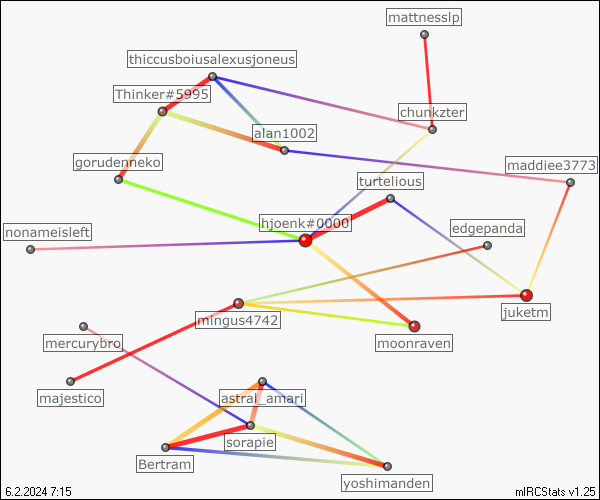 mattnesslp
thiccusboiusalexusjoneus
Thinker#5995
chunkzter
alan1002
gorudenneko
maddiee3773
turtelious
hjoenk#0000
edgepanda
nonameisleft
juketm
mingus4742
moonraven
mercurybro
majestico
astral_amari
sorapie
Bertram
yoshimanden
6.2.2024 7:15
mIRCStats v1.25